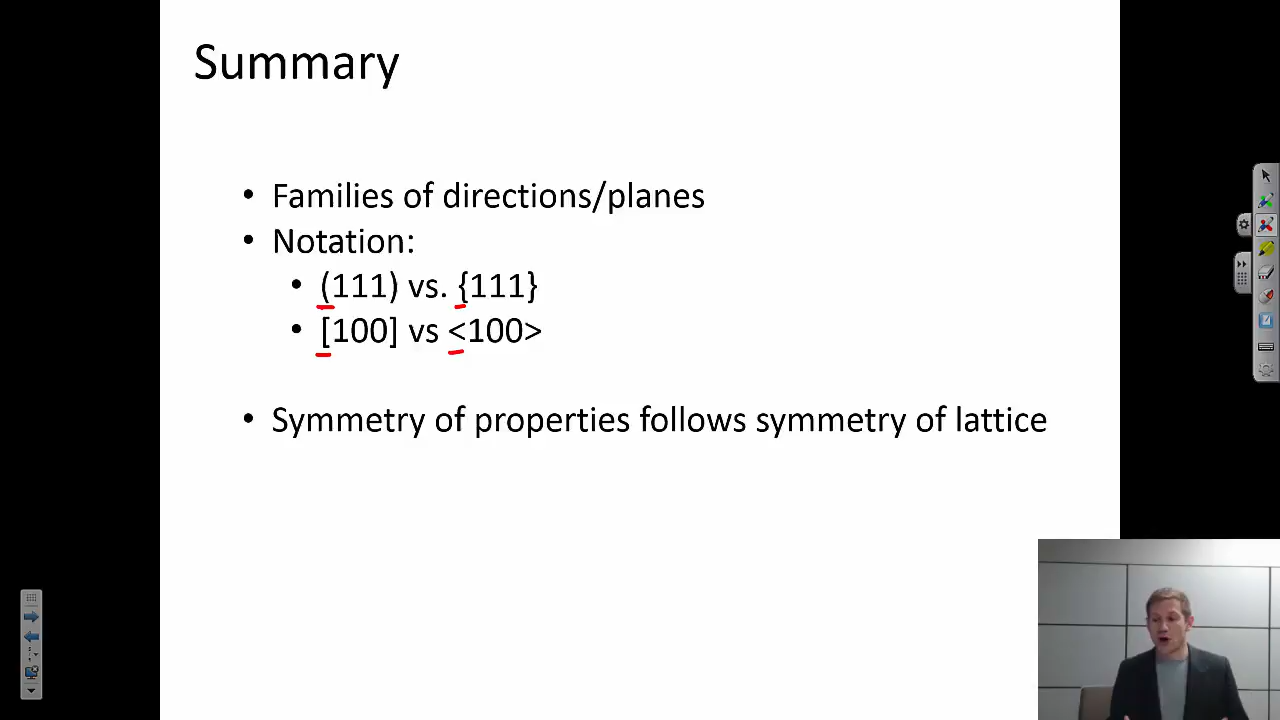 Summary
• Families of directions/planes
• Notation:
• (111) vs. {111}
• [100] vs <100>
• Symmetry of properties follows symmetry of lattice